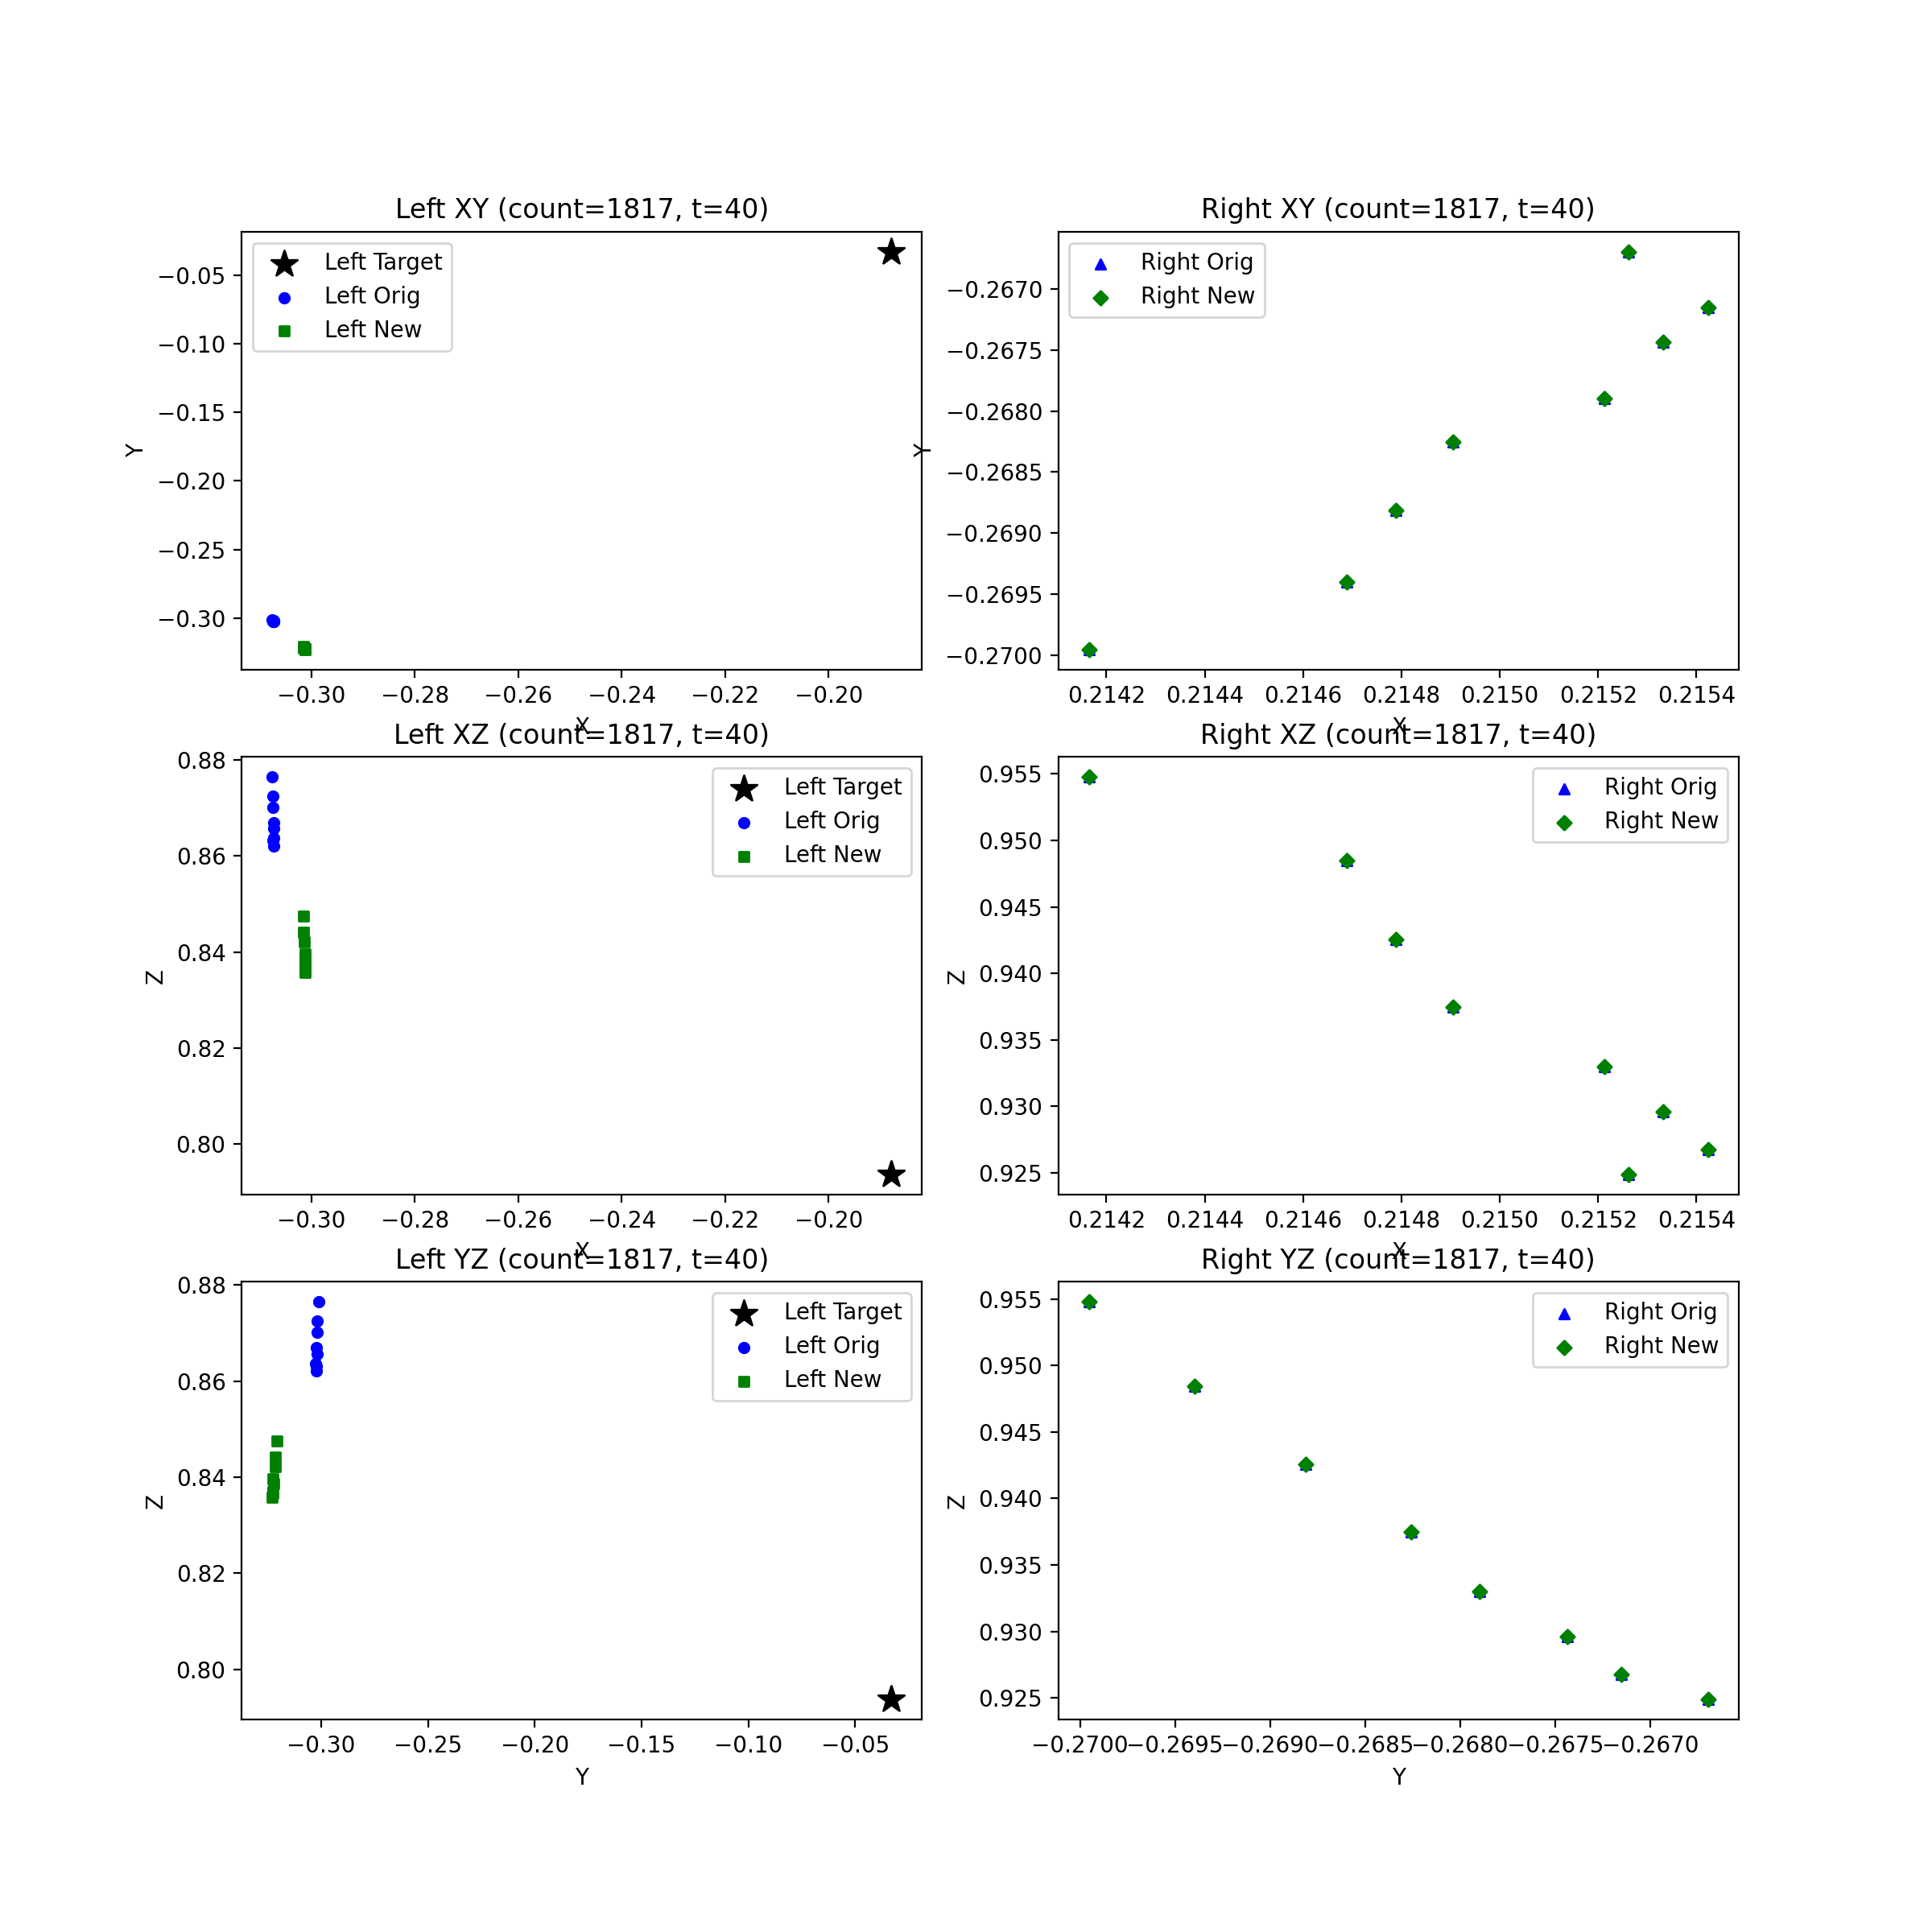 Left XY (count=1817, t=40)
Left Target
Left Orig
Left New
−0.05
−0.10
−0.15
−0.20
−0.25
−0.30
Y
−0.30
−0.28
−0.26
−0.24
−0.22
−0.20
X
Right XY (count=1817, t=40)
Right Orig
Right New
−0.2670
−0.2675
−0.2680
−0.2685
−0.2690
−0.2695
−0.2700
Y
0.2142
0.2144
0.2146
0.2148
0.2150
0.2152
0.2154
X
Left XZ (count=1817, t=40)
Left Target
Left Orig
Left New
0.88
0.86
0.84
0.82
0.80
Z
−0.30
−0.28
−0.26
−0.24
−0.22
−0.20
X
Right XZ (count=1817, t=40)
Right Orig
Right New
0.955
0.950
0.945
0.940
0.935
0.930
0.925
Z
0.2142
0.2144
0.2146
0.2148
0.2150
0.2152
0.2154
X
Left YZ (count=1817, t=40)
Left Target
Left Orig
Left New
0.88
0.86
0.84
0.82
0.80
Z
−0.30
−0.25
−0.20
−0.15
−0.10
−0.05
Y
Right YZ (count=1817, t=40)
Right Orig
Right New
0.955
0.950
0.945
0.940
0.935
0.930
0.925
Z
−0.2700
−0.2695
−0.2690
−0.2685
−0.2680
−0.2675
−0.2670
Y